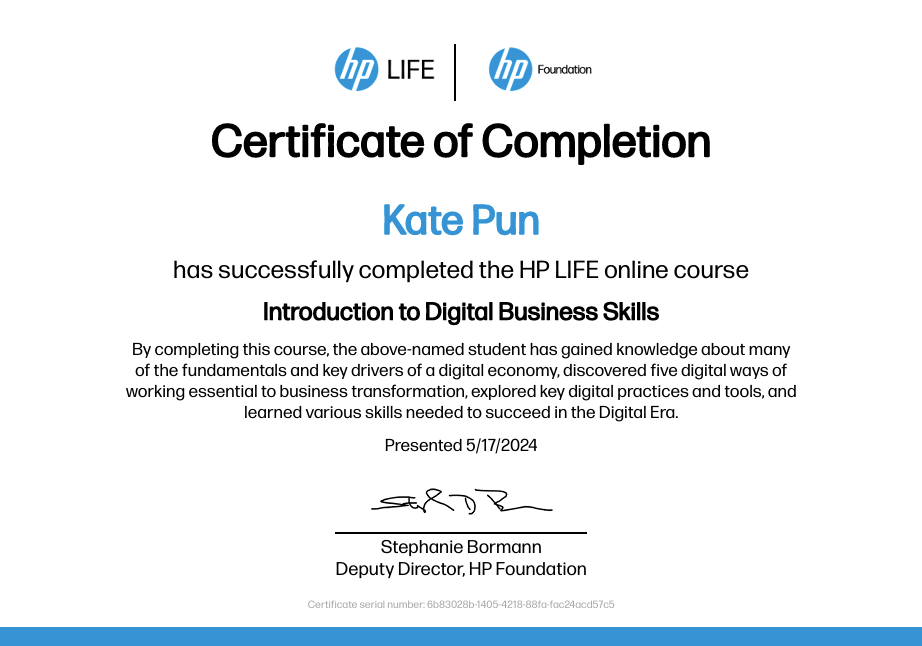 hp LIFE
hp Foundation
Certificate of Completion
Kate Pun
has successfully completed the HP LIFE online course
Introduction to Digital Business Skills
By completing this course, the above-named student has gained knowledge about many
of the fundamentals and key drivers of a digital economy, discovered five digital ways of
working essential to business transformation, explored key digital practices and tools, and
learned various skills needed to succeed in the Digital Era.
Presented 5/17/2024
Stephanie Bormann
Deputy Director, HP Foundation
Certificate serial number: 6b83028b-1405-4218-88fa-fac24acd57c5